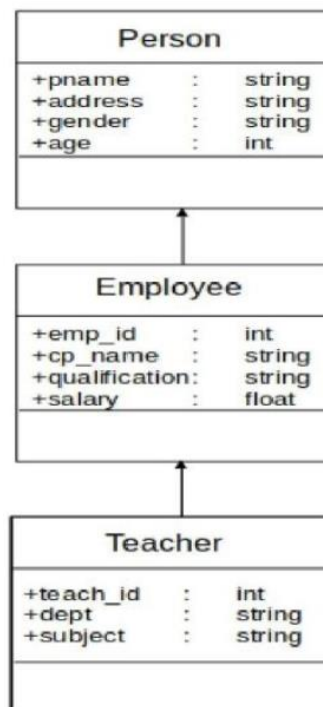 Person
+pname : string
+address : string
+gender : string
+age : int
Employee
+emp_id : int
+cp_name : string
+qualification: string
+salary : float
Teacher
+teach_id : int
+dept : string
+subject : string